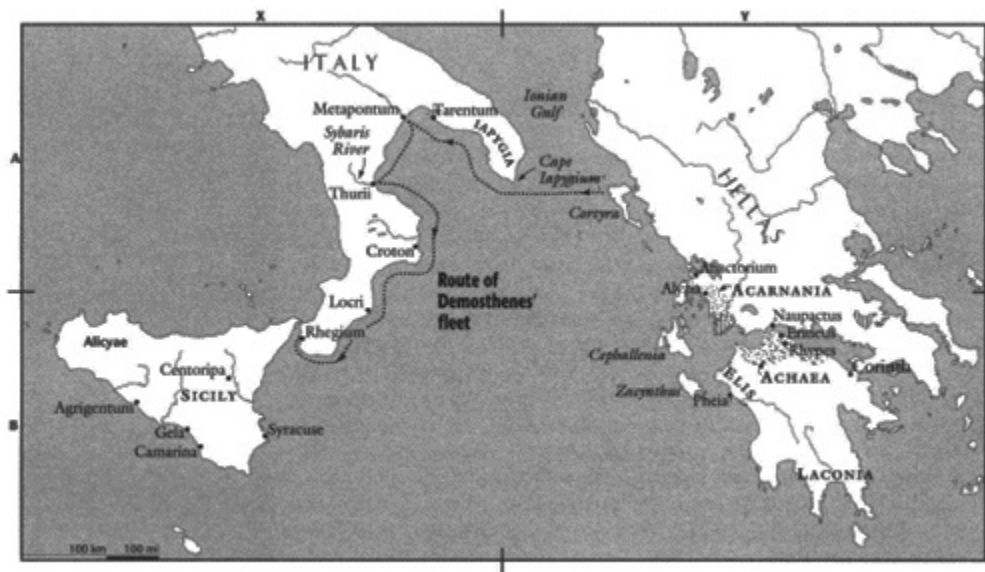 X
Y
A
B
ITALY
Metapontum
Tarentum
IAPYGIA
Ionian
Gulf
Sybaris
River
Cape
Iapygium
Thurii
Corcyra
HELLAS
Croton
Anactorium
Alyzia
ACARNANIA
Route of
Demosthenes'
fleet
Locri
Rhegium
Naupactus
Erineus
Rhypes
Cephallenia
Corinth
Alicyae
Centoripa
SICILY
ACHAEA
ELIS
Zacynthus
Pheia
Agrigentum
Gela
Syracuse
Camarina
LACONIA
100 km 100 mi